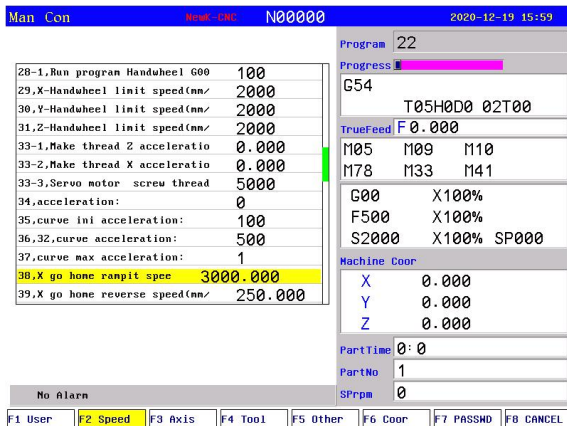 Man Con NewK-CNC N00000 2020-12-19 15:59
28-1,Run program Handwheel G00 100
29,X-Handwheel limit speed(mm/ 2000
30,Y-Handwheel limit speed(mm/ 2000
31,Z-Handwheel limit speed(mm/ 2000
33-1,Make thread Z acceleratio 0.000
33-2,Make thread X acceleratio 0.000
33-3,Servo motor screw thread 5000
34,acceleration: 0
35,curve ini acceleration: 100
36,32,curve acceleration: 500
37,curve max acceleration: 1
38,X go home rampit spee 3000.000
39,X go home reverse speed(mm/ 250.000
No Alarm
Program 22
Progress
G54
T05H0D0 02T00
TrueFeed F0.000
M05 M09 M10
M78 M33 M41
G00 X100%
F500 X100%
S2000 X100% SP000
Machine Coor
X 0.000
Y 0.000
Z 0.000
PartTime 0:0
PartNo 1
SPrpm 0
F1 User F2 Speed F3 Axis F4 Tool F5 Other F6 Coor F7 PASSWD F8 CANCEL